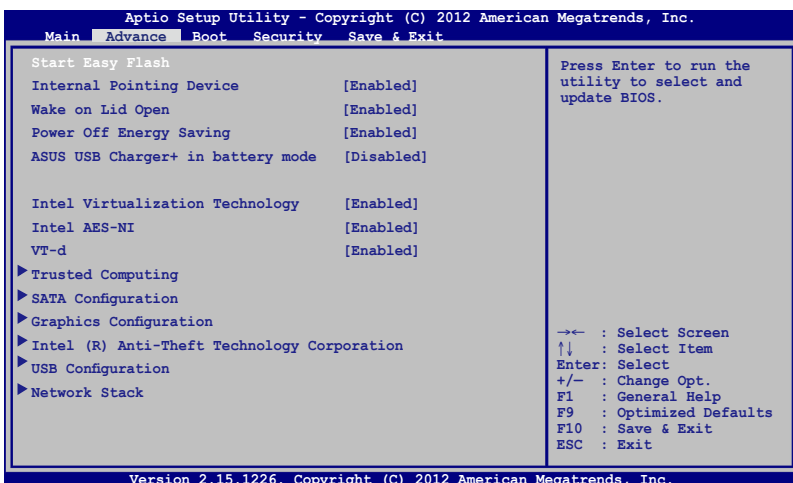 Aptio Setup Utility - Copyright (C) 2012 American Megatrends, Inc.
Main Advance Boot Security Save & Exit
Start Easy Flash
Internal Pointing Device [Enabled]
Wake on Lid Open [Enabled]
Power Off Energy Saving [Enabled]
ASUS USB Charger+ in battery mode [Disabled]
Intel Virtualization Technology [Enabled]
Intel AES-NI [Enabled]
VT-d [Enabled]
Trusted Computing
SATA Configuration
Graphics Configuration
Intel (R) Anti-Theft Technology Corporation
USB Configuration
Network Stack
Press Enter to run the
utility to select and
update BIOS.
→← : Select Screen
↑↓ : Select Item
Enter: Select
+/— : Change Opt.
F1 : General Help
F9 : Optimized Defaults
F10 : Save & Exit
ESC : Exit
Version 2.15.1226. Copyright (C) 2012 American Megatrends, Inc.